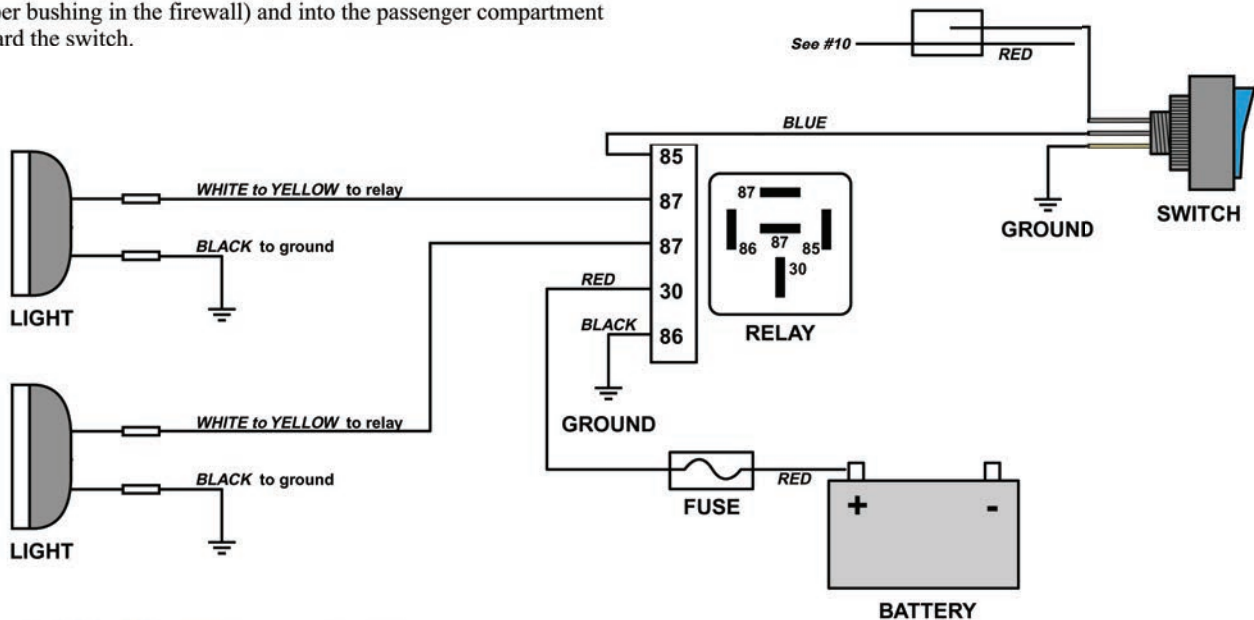 er bushing in the firewall) and into the passenger compartment
ard the switch.
See #10
RED
BLUE
85
WHITE to YELLOW to relay
87
87
BLACK to ground
LIGHT
RED
30
BLACK
86
GROUND
87
86
87
85
30
RELAY
GROUND
SWITCH
WHITE to YELLOW to relay
BLACK to ground
LIGHT
FUSE
RED
+
-
BATTERY